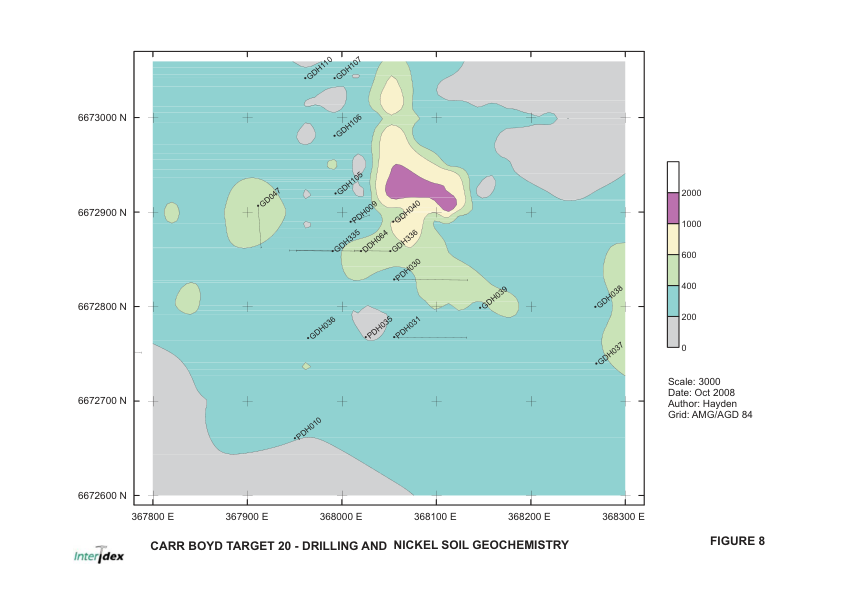 GDH110
GDH107
6673000 N
GDH106
GDH105
2000
GD047
PDH009
GDH040
6672900 N
1000
GDH335
DDH064
GDH336
600
PDH030
400
GDH039
GDH038
6672800 N
200
GDH036
PDH035
PDH031
0
GDH037
Scale: 3000
Date: Oct 2008
Author: Hayden
Grid: AMG/AGD 84
6672700 N
PDH010
6672600 N
367800 E
367900 E
368000 E
368100 E
368200 E
368300 E
Interdex
CARR BOYD TARGET 20 - DRILLING AND NICKEL SOIL GEOCHEMISTRY
FIGURE 8